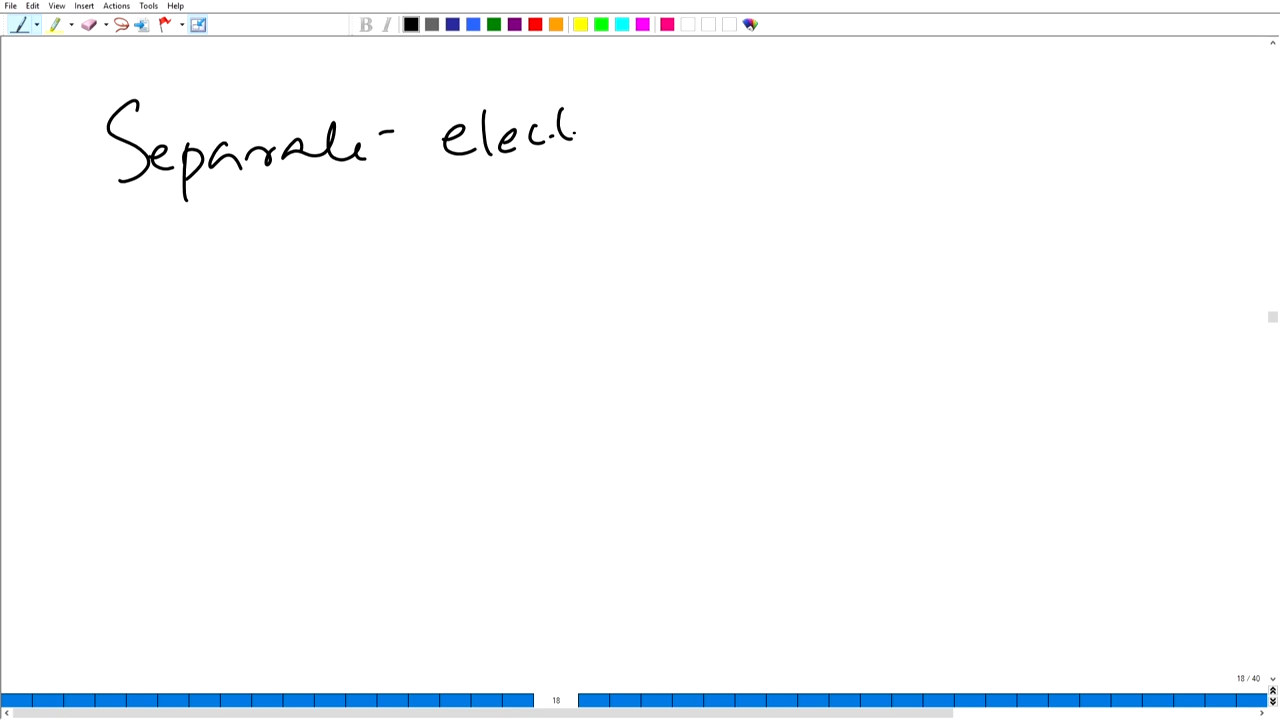 File Edit View Insert Actions Tools Help
B I
Separate elect
18 / 40
18